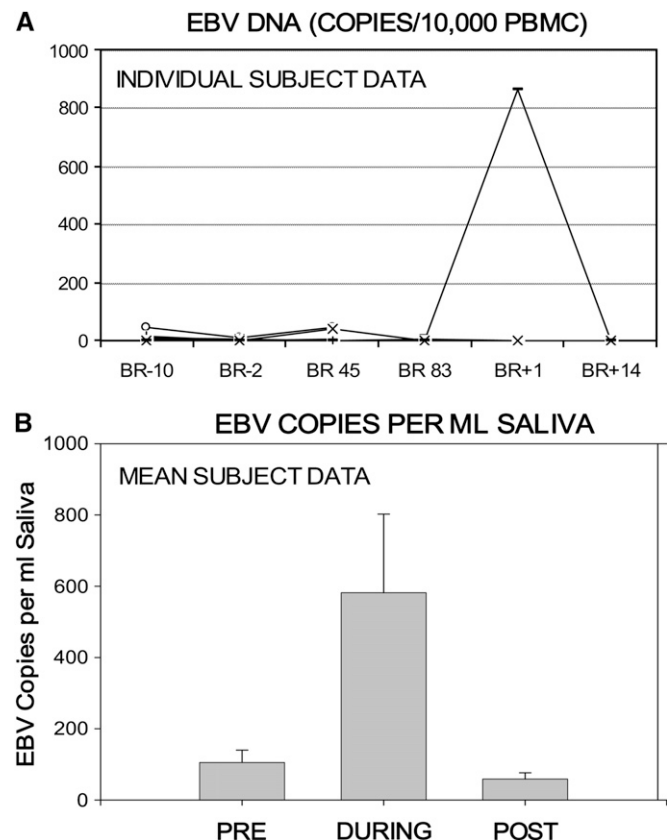 A
EBV DNA (COPIES/10,000 PBMC)
1000
INDIVIDUAL SUBJECT DATA
800
600
400
200
0
BR-10 BR-2 BR 45 BR 83 BR+1 BR+14
B
EBV COPIES PER ML SALIVA
1000
MEAN SUBJECT DATA
800
600
400
200
0
EBV Copies per ml Saliva
PRE DURING POST